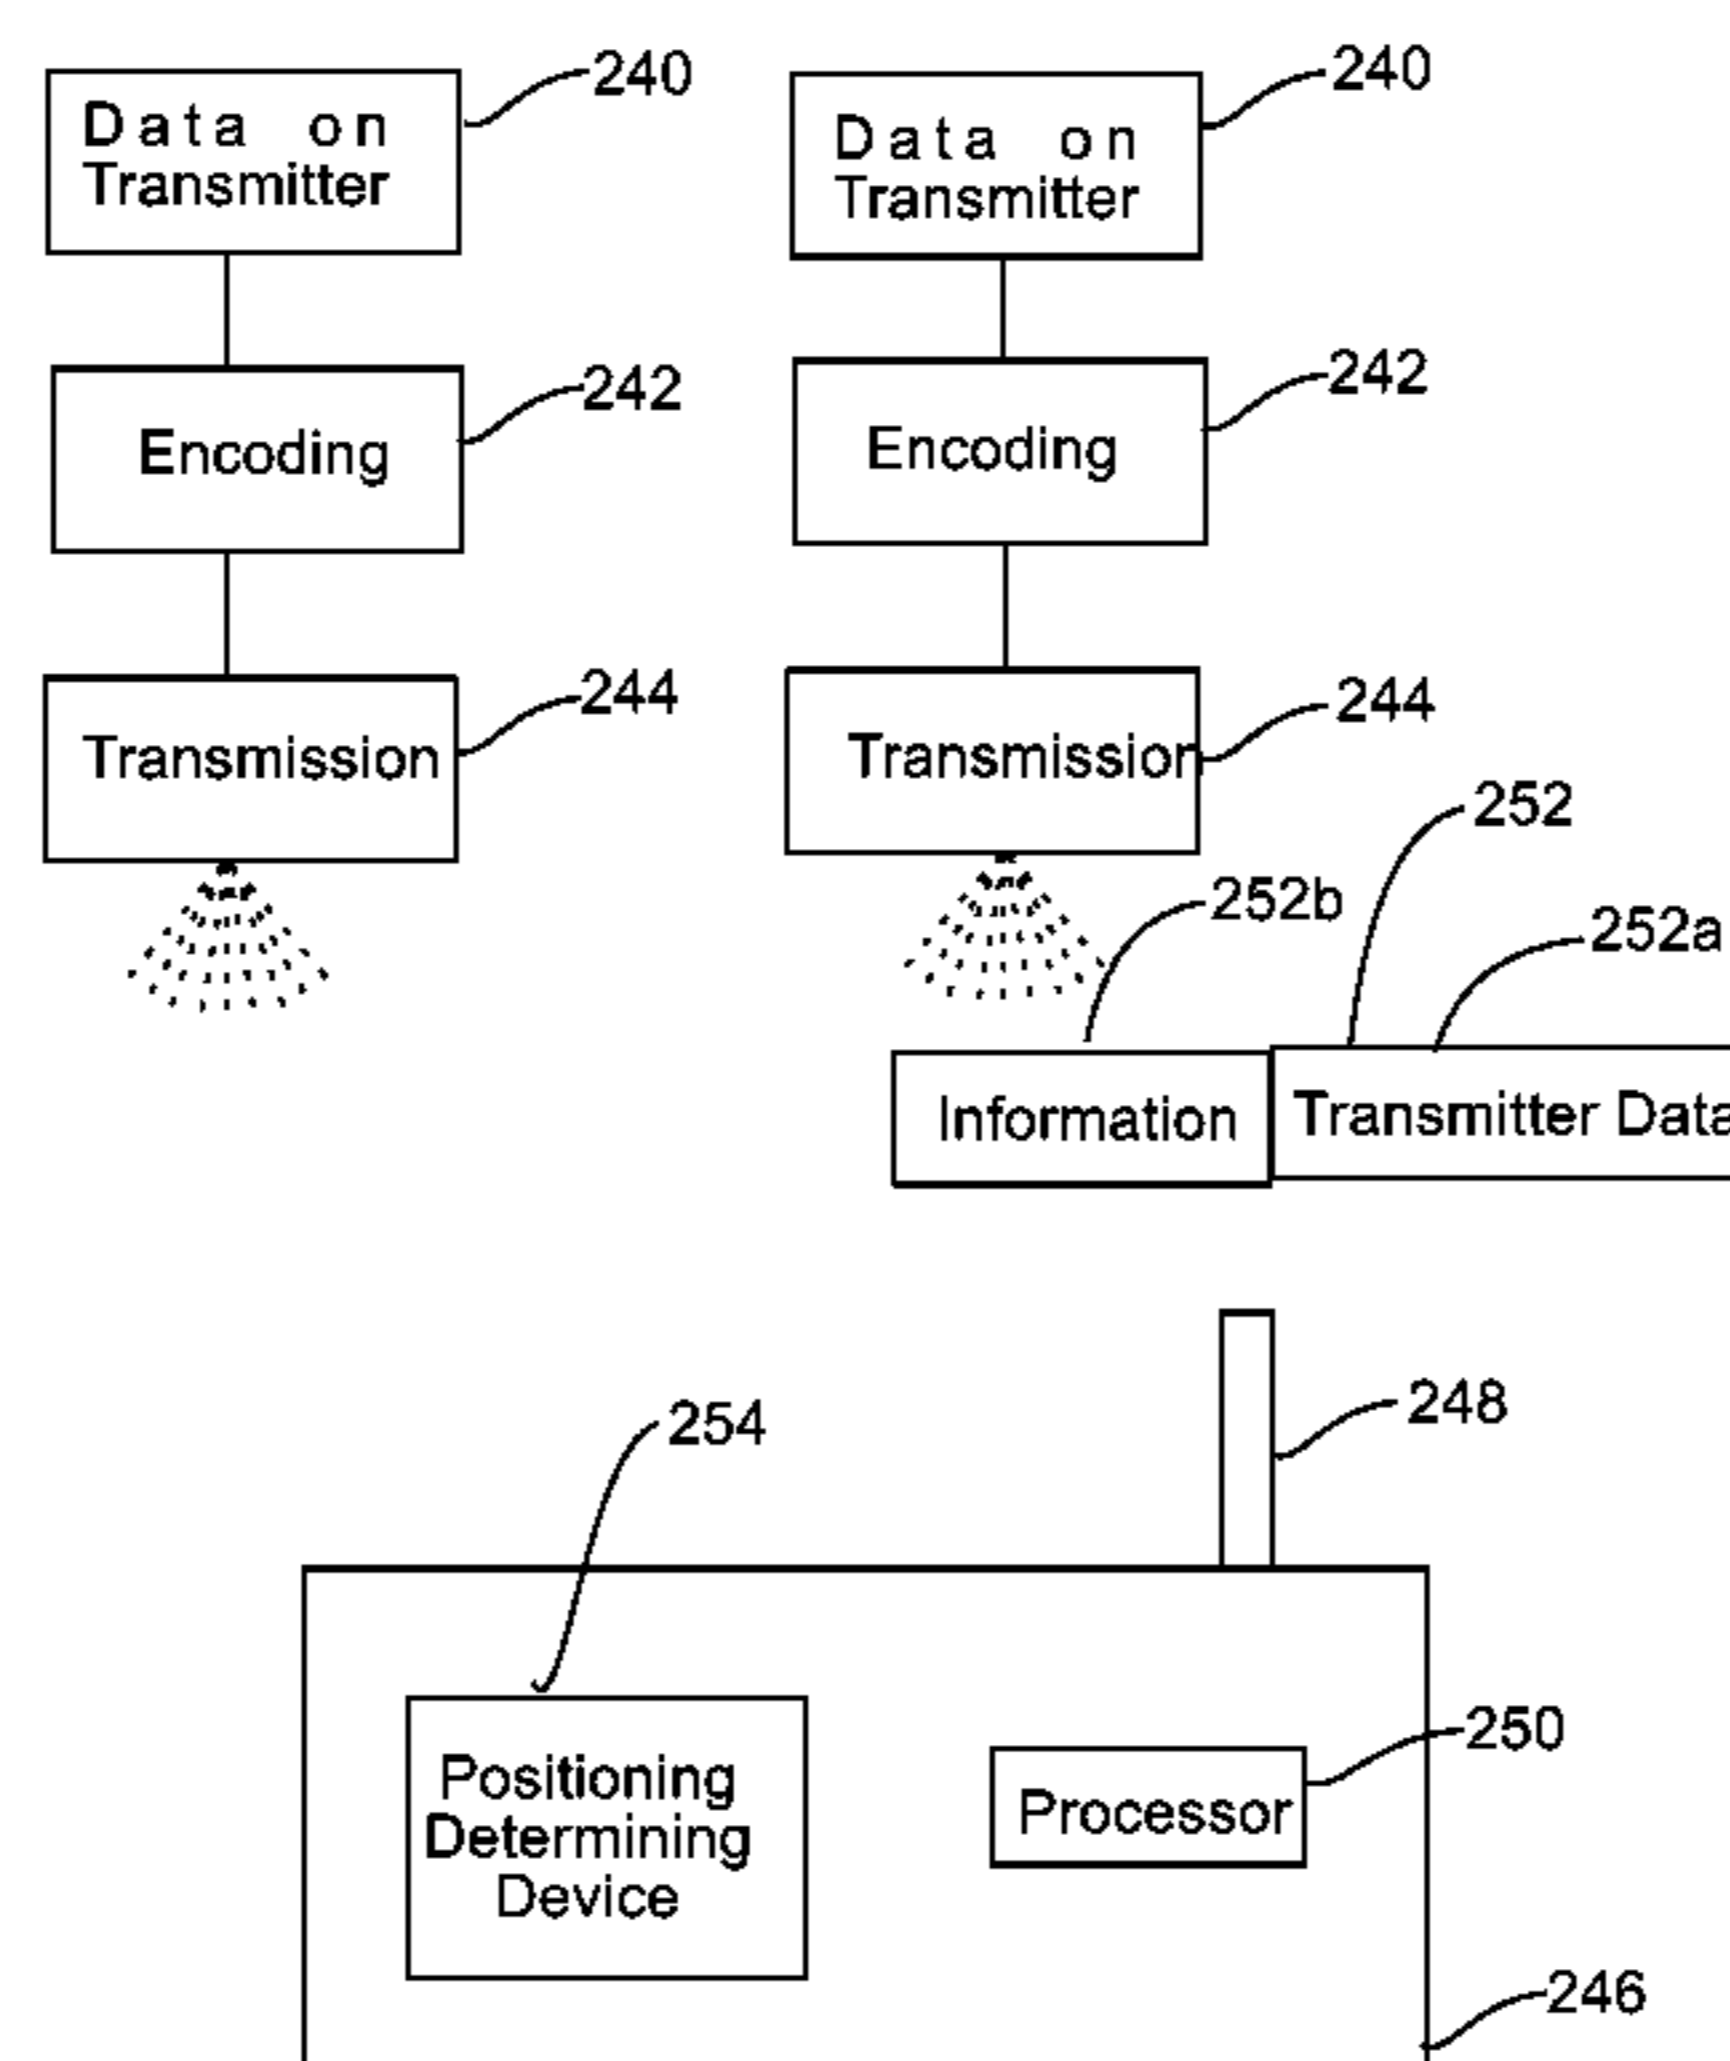 240
240
Data on
Transmitter
Data on
Transmitter
242
242
Encoding
Encoding
244
244
Transmission
Transmission
252
252b
252a
Information
Transmitter Data
248
254
250
Positioning
Determining
Device
Processor
246